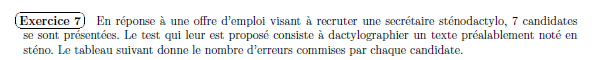 Exercice 7 En réponse à une offre d'emploi visant à recruter une secrétaire sténodactylo, 7 candidates
se sont présentées. Le test qui leur est proposé consiste à dactylographier un texte préalablement noté en
sténo. Le tableau suivant donne le nombre d'erreurs commises par chaque candidate.